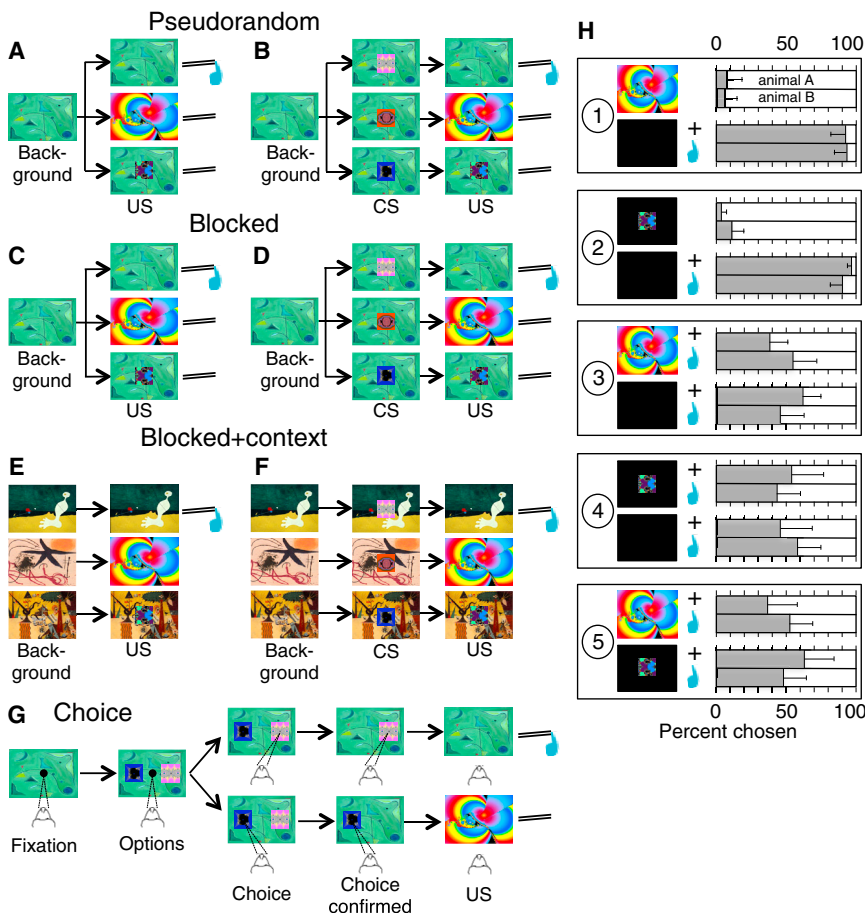 Pseudorandom
A
B
Back-
ground
US
Back-
ground
CS
US
Blocked
C
D
Back-
ground
US
Back-
ground
CS
US
Blocked+context
E
F
Back-
ground
US
Back-
ground
CS
US
G Choice
Fixation
Options
Choice
Choice
confirmed
US
H
0 50 100
1
animal A
animal B
+
2
+
3
+
+
4
+
+
5
+
+
0 50 100
Percent chosen